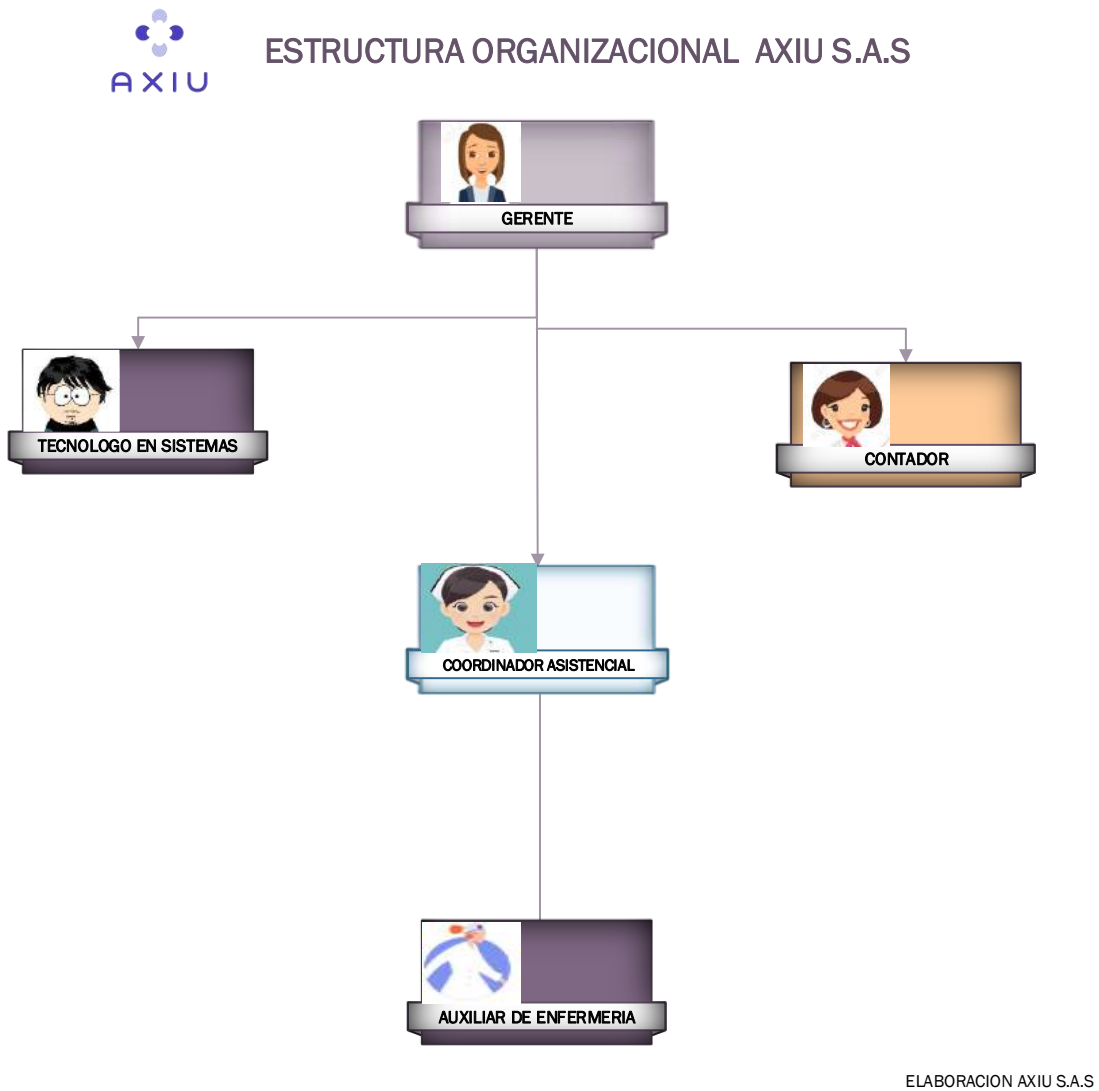 AXIU
ESTRUCTURA ORGANIZACIONAL AXIU S.A.S
GERENTE
TECNOLOGO EN SISTEMAS
CONTADOR
COORDINADOR ASISTENCIAL
AUXILIAR DE ENFERMERIA
ELABORACION AXIU S.A.S